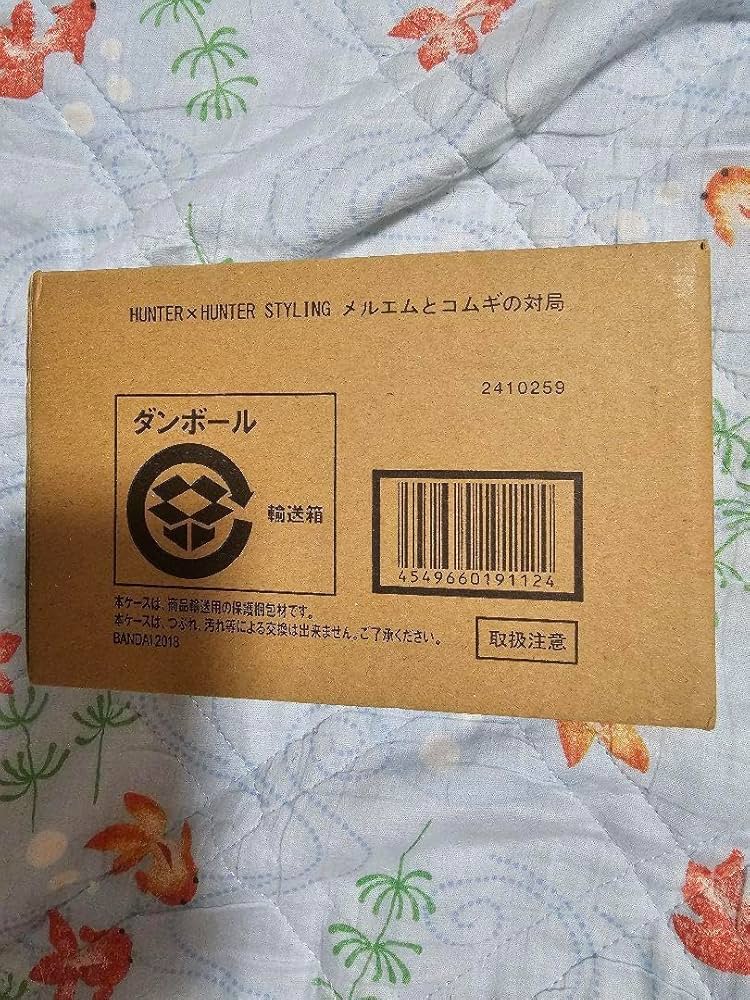 HUNTER×HUNTER STYLING メルエムとコムギの対局
2410259
ダンボール
輸送箱
4549660191124
本ケースは、商品輸送用の保護梱包材です。
本ケースは、つぶれ、汚れ等による交換は出来ません。ご了承ください。
BANDAI 2018
取扱注意